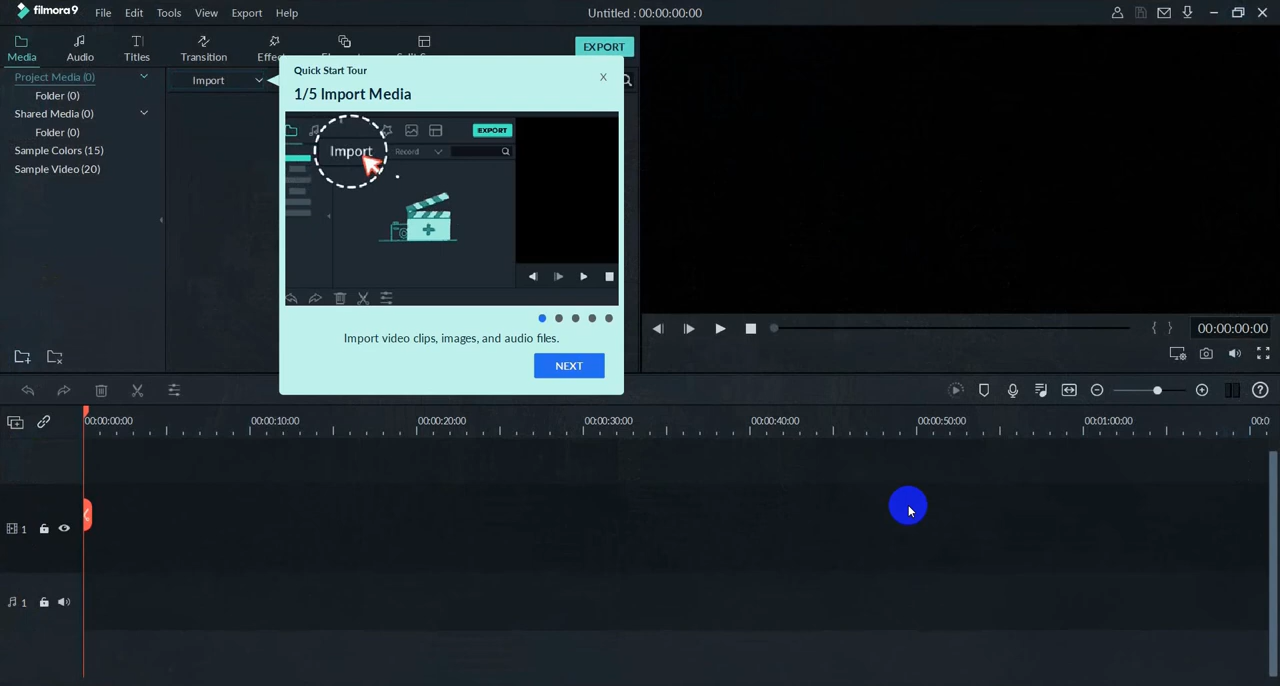 filmora9 File Edit Tools View Export Help Untitled : 00:00:00:00
Media Audio Titles Transition EXPORT
Project Media (0)
Folder (0)
Shared Media (0)
Folder (0)
Sample Colors (15)
Sample Video (20)
Import
Quick Start Tour
X
1/5 Import Media
EXPORT
Import Record
Import video clips, images, and audio files.
NEXT
00:00:00:00
00:00:00:00 00:00:10:00 00:00:20:00 00:00:30:00 00:00:40:00 00:00:50:00 00:01:00:00 00:0
1
1